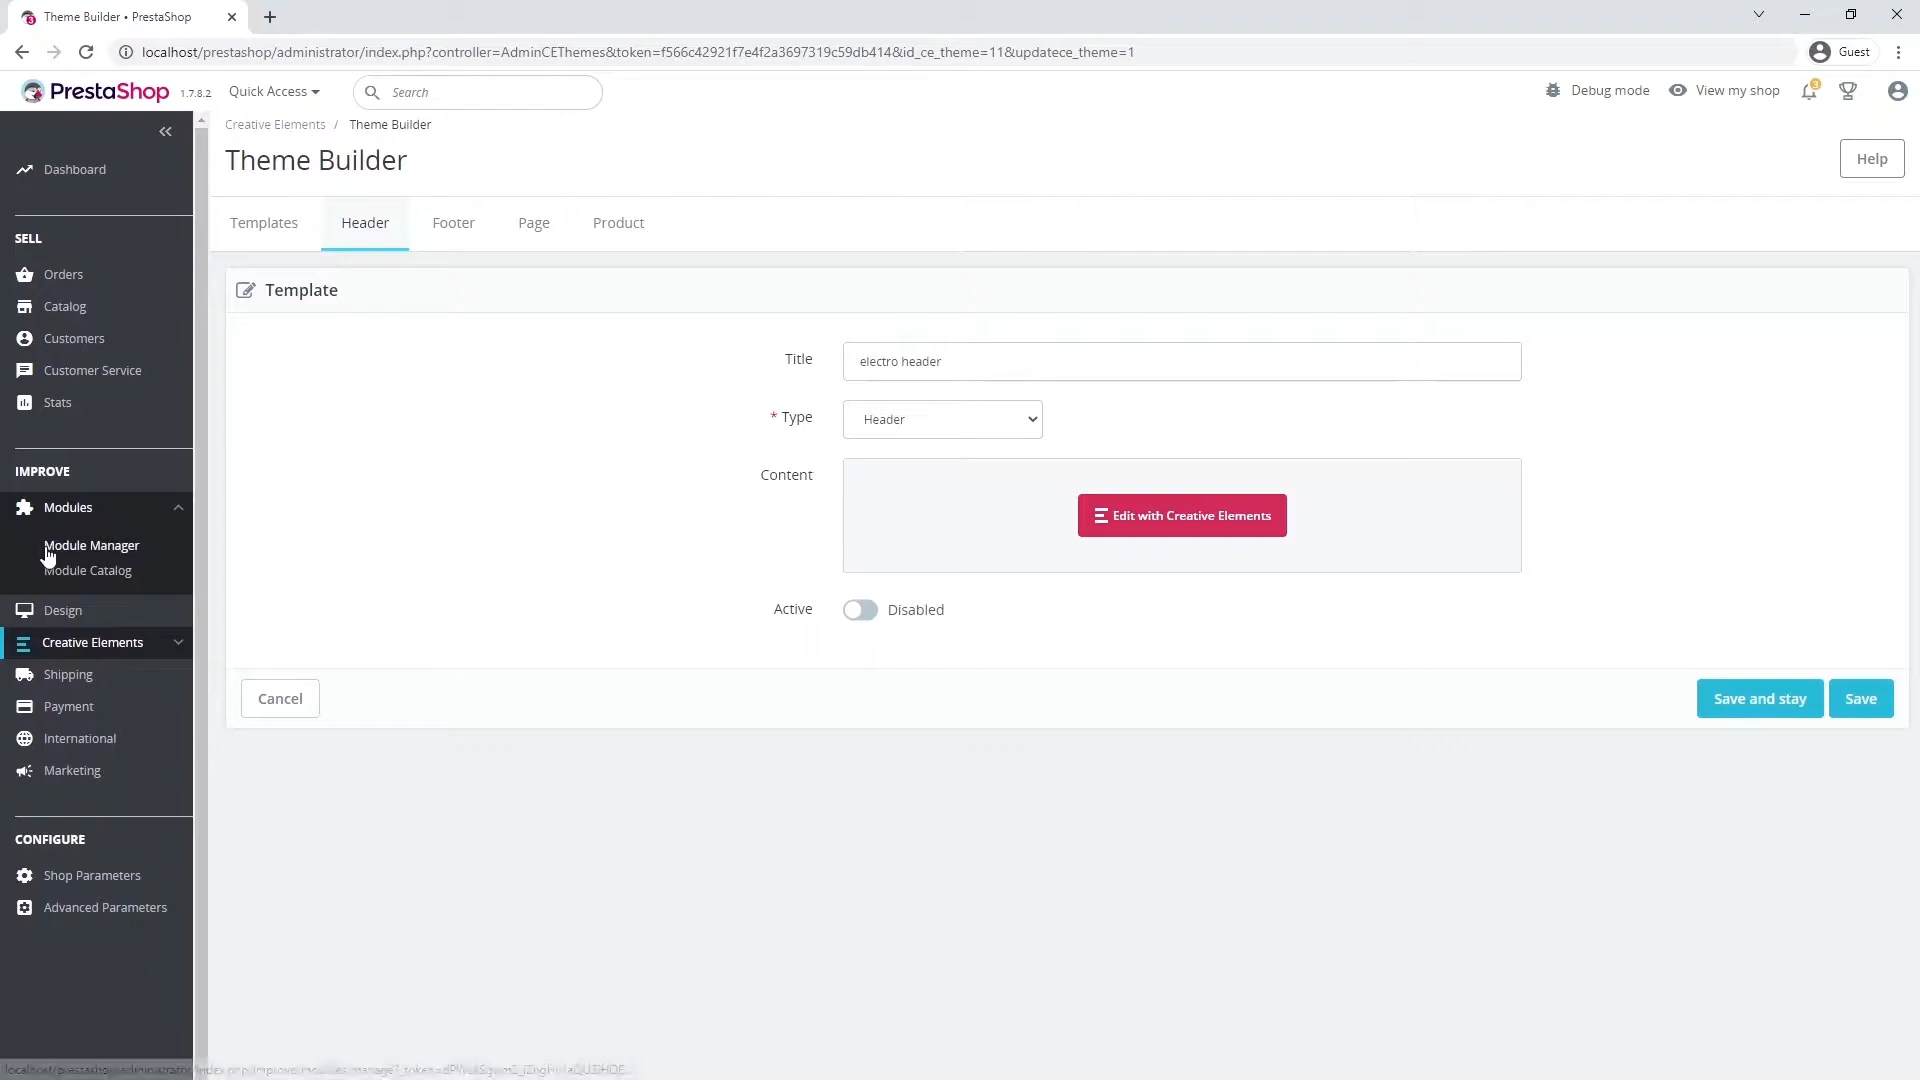 Theme Builder • PrestaShop
localhost/prestashop/administrator/index.php?controller=AdminCEThemes&token=f566c42921f7e4f2a3697319c59db414&id_ce_theme=11&updatece_theme=1
Guest
PrestaShop 1.7.8.2
Quick Access
Search
Debug mode
View my shop
3
Creative Elements / Theme Builder
Theme Builder
Help
Templates
Header
Footer
Page
Product
Dashboard
SELL
Orders
Catalog
Customers
Customer Service
Stats
IMPROVE
Modules
Module Manager
Module Catalog
Design
Creative Elements
Shipping
Payment
International
Marketing
CONFIGURE
Shop Parameters
Advanced Parameters
Template
Title
electro header
* Type
Header
Content
Edit with Creative Elements
Active
Disabled
Cancel
Save and stay
Save